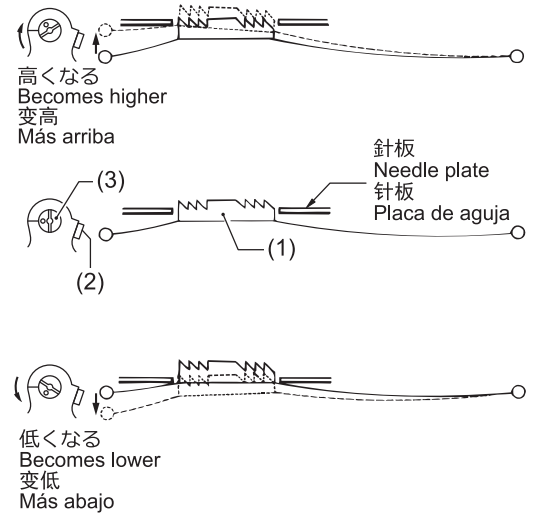 高くなる
Becomes higher
变高
Más arriba
針板
Needle plate
针板
Placa de aguja
(3)
(1)
(2)
低くなる
Becomes lower
变低
Más abajo